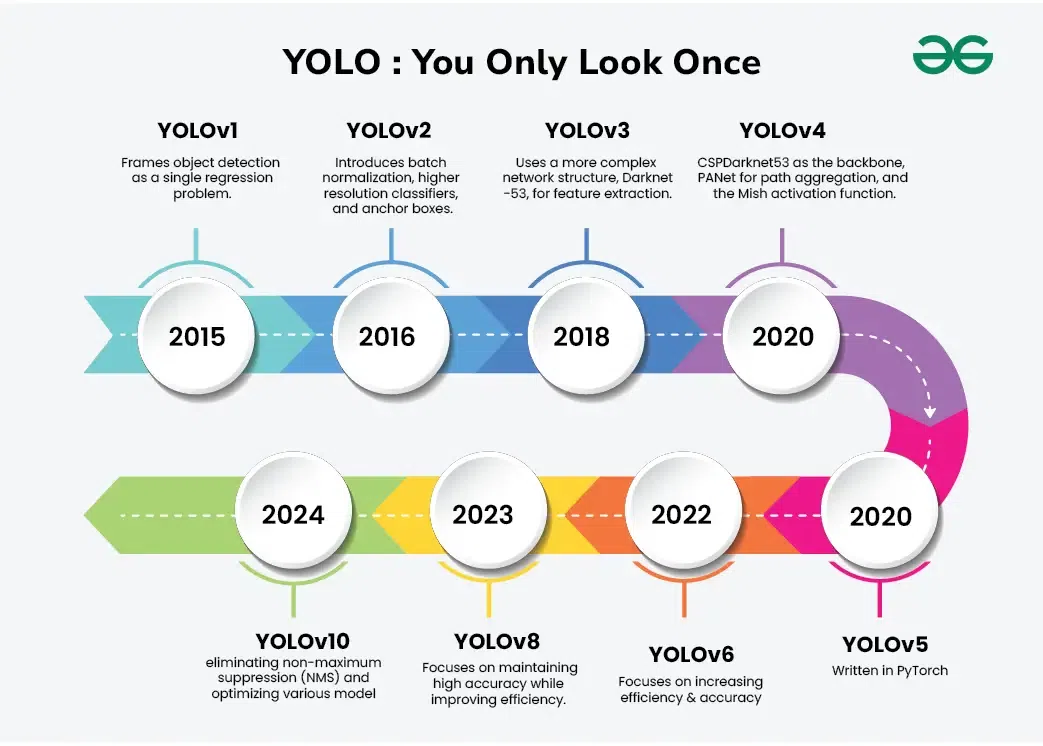 YOLO : You Only Look Once
YOLOv1
Frames object detection
as a single regression
problem.
YOLOv2
Introduces batch
normalization, higher
resolution classifiers,
and anchor boxes.
YOLOv3
Uses a more complex
network structure, Darknet
-53, for feature extraction.
YOLOv4
CSPDarknet53 as the backbone,
PANet for path aggregation, and
the Mish activation function.
2015
2016
2018
2020
2020
2022
2023
2024
YOLOv5
Written in PyTorch
YOLOv6
Focuses on increasing
efficiency & accuracy
YOLOv8
Focuses on maintaining
high accuracy while
improving efficiency.
YOLOv10
eliminating non-maximum
suppression (NMS) and
optimizing various model